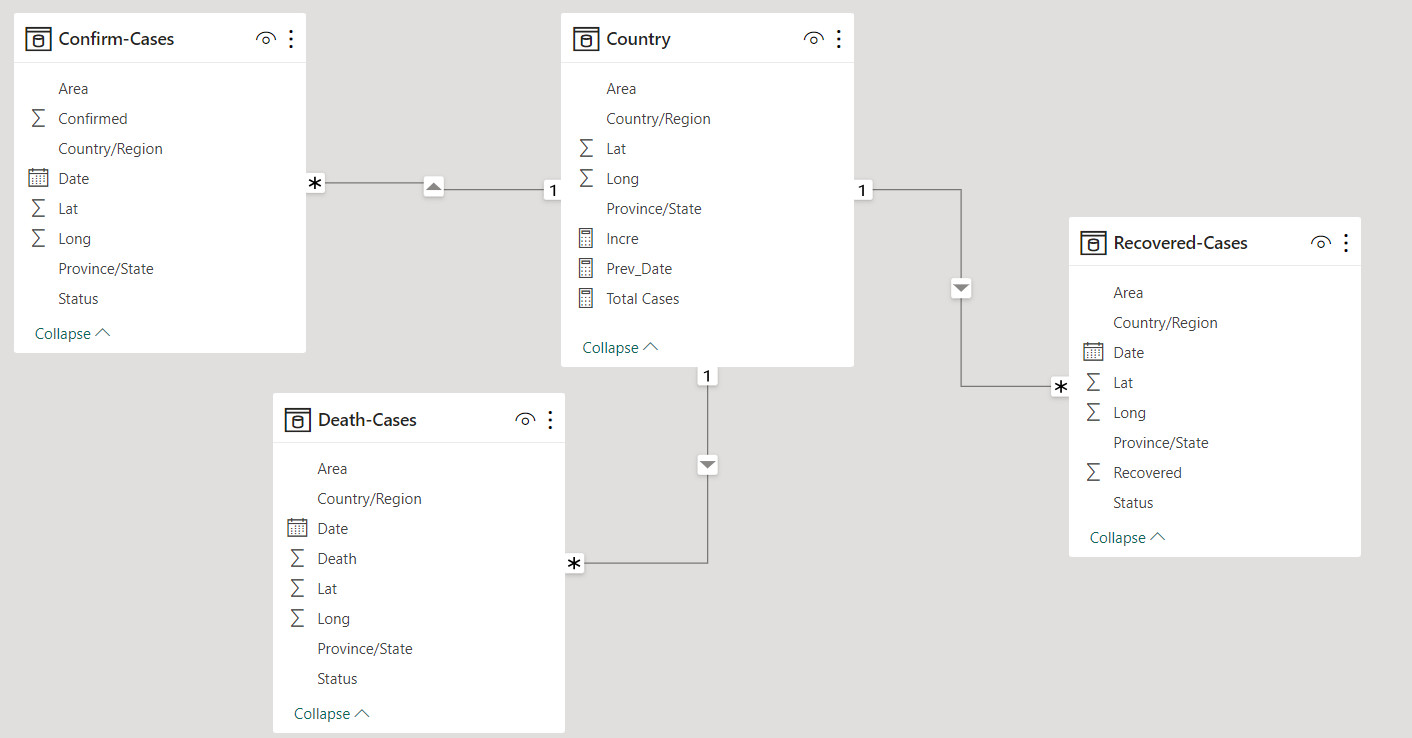 Confirm-Cases
Area
Confirmed
Country/Region
Date
Lat
Long
Province/State
Status
Collapse
*
1
Country
Area
Country/Region
Lat
Long
Province/State
Incre
Prev_Date
Total Cases
Collapse
1
1
*
Death-Cases
Area
Country/Region
Date
Death
Lat
Long
Province/State
Status
Collapse
*
Recovered-Cases
Area
Country/Region
Date
Lat
Long
Province/State
Recovered
Status
Collapse